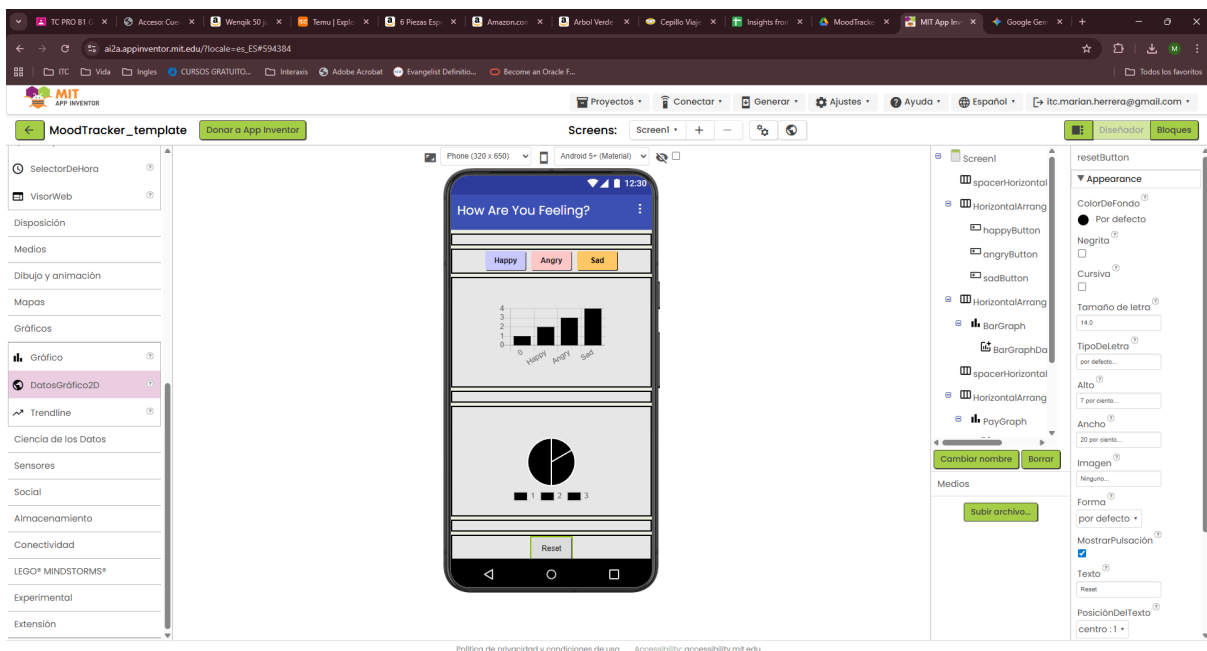 TC PRO B1 G
Acceso: Cue
Wenqik 50 ju
Temu | Explo
6 Piezas Esp
Amazon.com
Arbol Verde
Cepillo Viaje
Insights from
MoodTracke
MIT App Inv
Google Gem
ai2a.appinventor.mit.edu/?locale=es_ES#594384
M
ITC
Vida
Ingles
CURSOS GRATUITO...
Interaxis
Adobe Acrobat
Evangelist Definitio...
Become an Oracle F...
Todos los favoritos
MIT
APP INVENTOR
Proyectos
Conectar
Generar
Ajustes
Ayuda
Español
itc.marian.herrera@gmail.com
MoodTracker_template
Donar a App Inventor
Screens:
Screen1
Diseñador
Bloques
SelectorDeHora
VisorWeb
Disposición
Medios
Dibujo y animación
Mapas
Gráficos
Gráfico
DatosGráfico2D
Trendline
Ciencia de los Datos
Sensores
Social
Almacenamiento
Conectividad
LEGO® MINDSTORMS®
Experimental
Extensión
Phone (320 x 650)
Android 5+ (Material)
12:30
How Are You Feeling?
Happy
Angry
Sad
4
3
2
1
0
0
Happy
Angry
Sad
1
2
3
Reset
Screen1
spacerHorizontal
HorizontalArrang
happyButton
angryButton
sadButton
HorizontalArrang
BarGraph
BarGraphDa
spacerHorizontal
HorizontalArrang
PayGraph
Cambiar nombre
Borrar
Medios
Subir archivo...
resetButton
Appearance
ColorDeFondo
Por defecto
Negrita
Cursiva
Tamaño de letra
14.0
TipoDeLetra
por defecto...
Alto
7 por ciento...
Ancho
20 por ciento...
Imagen
Ninguno...
Forma
por defecto
MostrarPulsación
Texto
Reset
PosiciónDelTexto
centro : 1
Política de privacidad y condiciones de uso
Accessibility: accessibility.mit.edu